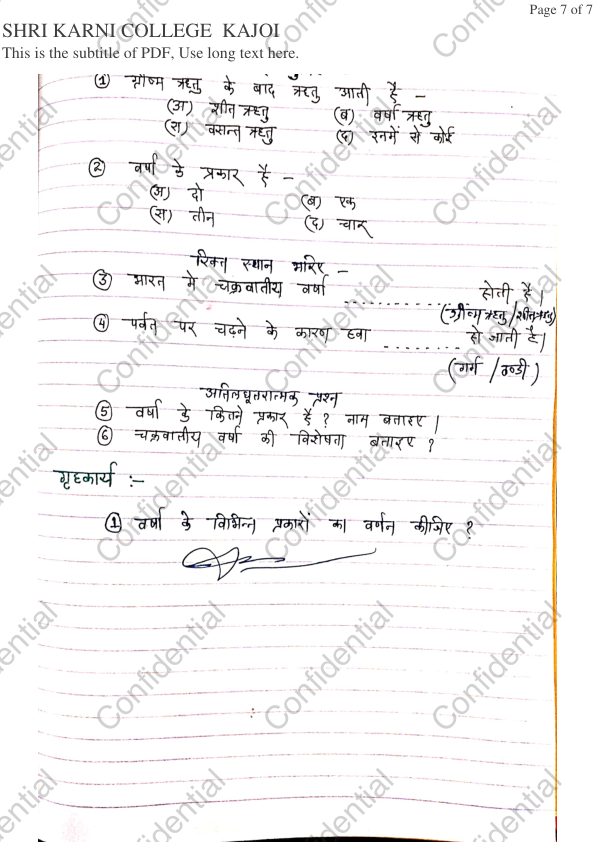 Page 7 of 7
SHRI KARNI COLLEGE KAJOI
This is the subtitle of PDF, Use long text here.
① ग्रीष्म ऋतु के बाद ऋतु आती है –
(अ) शीत ऋतु (ब) वर्षा ऋतु
(स) वसन्त ऋतु (द) इनमें से कोई
② वर्षा के प्रकार है –
(अ) दो (ब) एक
(स) तीन (द) चार
रिक्त स्थान भरिए –
③ भारत मे चक्रवातीय वर्षा ............ होती है।
(ग्रीष्म ऋतु / शीतऋतु)
④ पर्वत पर चढ़ने के कारण हवा ........ हो जाती है।
(गर्म / ठण्डी)
अतिलघूतरात्मक प्रश्न
⑤ वर्षा के कितने प्रकार है ? नाम बताइए।
⑥ चक्रवातीय वर्षा की विशेषता बताइए ?
गृहकार्य :–
① वर्षा के विभिन्न प्रकारों का वर्णन कीजिए ?
Confidential